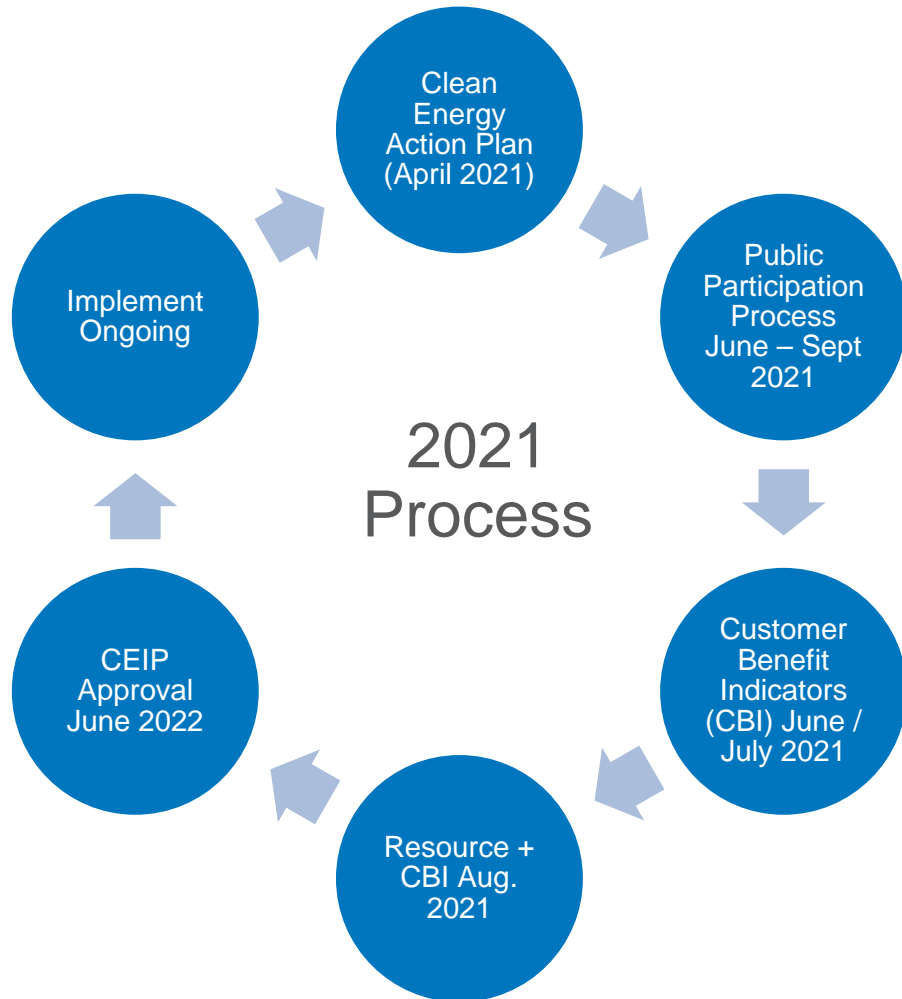 Clean
Energy
Action Plan
(April 2021)
Public
Participation
Process
June – Sept
2021
Customer
Benefit
Indicators
(CBI) June /
July 2021
Resource +
CBI Aug.
2021
CEIP
Approval
June 2022
Implement
Ongoing
2021
Process